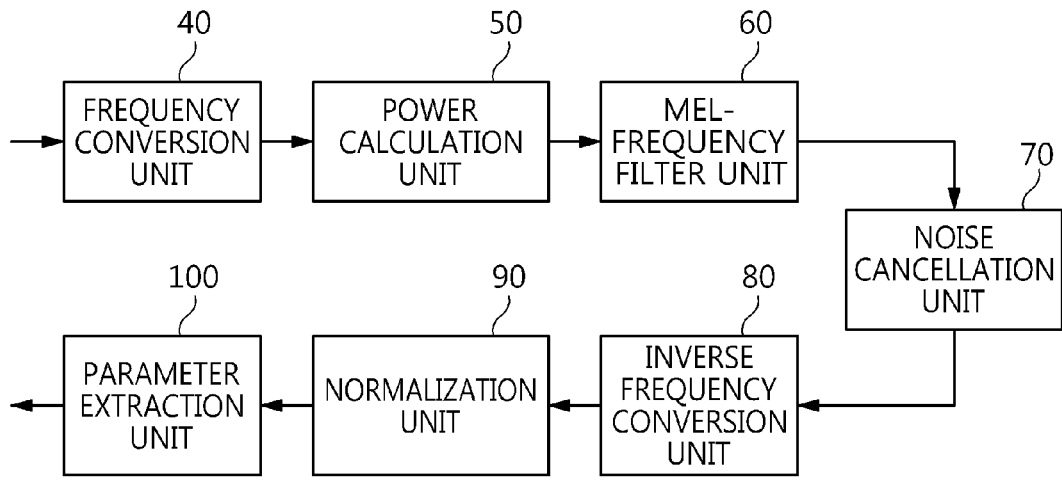 40
50
60
FREQUENCY
CONVERSION
UNIT
POWER
CALCULATION
UNIT
MEL-
FREQUENCY
FILTER UNIT
70
NOISE
CANCELLATION
UNIT
100
90
80
PARAMETER
EXTRACTION
UNIT
NORMALIZATION
UNIT
INVERSE
FREQUENCY
CONVERSION
UNIT